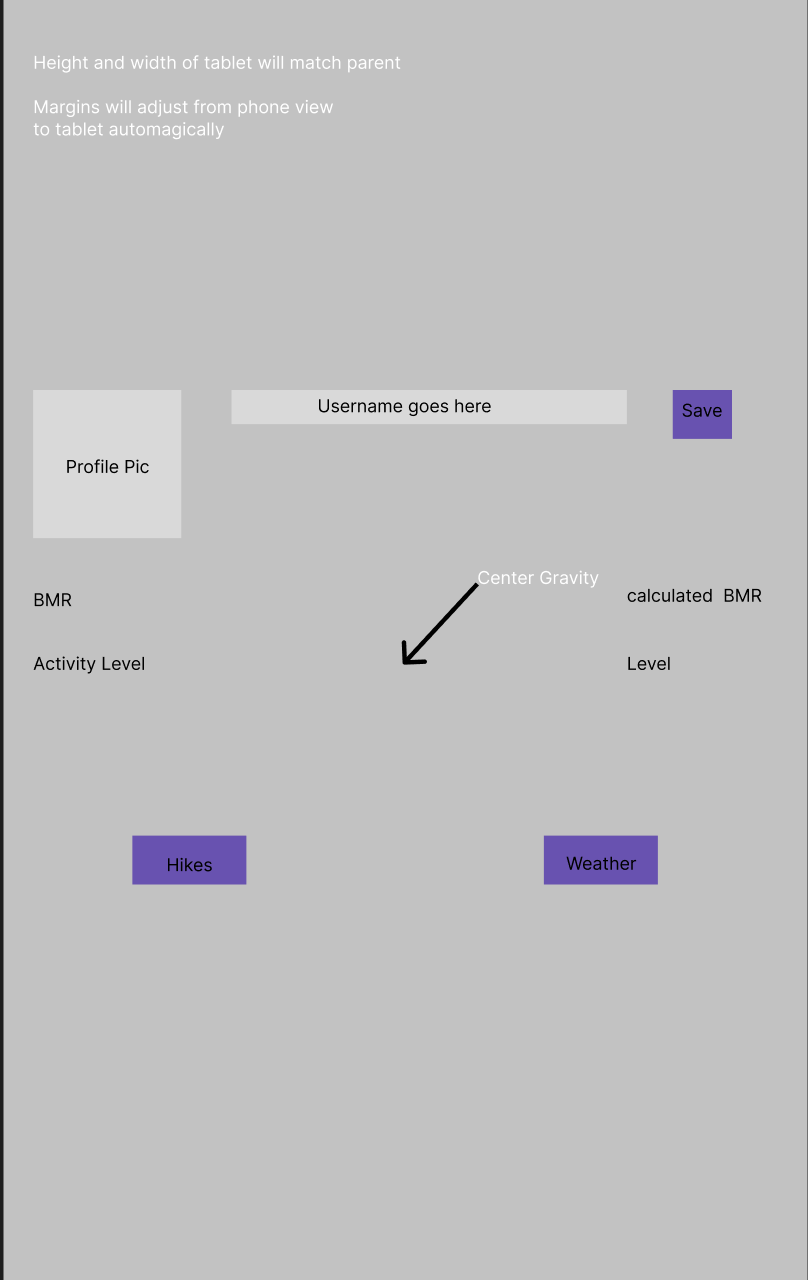 Height and width of tablet will match parent
Margins will adjust from phone view
to tablet automagically
Username goes here
Save
Profile Pic
Center Gravity
BMR
calculated  BMR
Activity Level
Level
Hikes
Weather